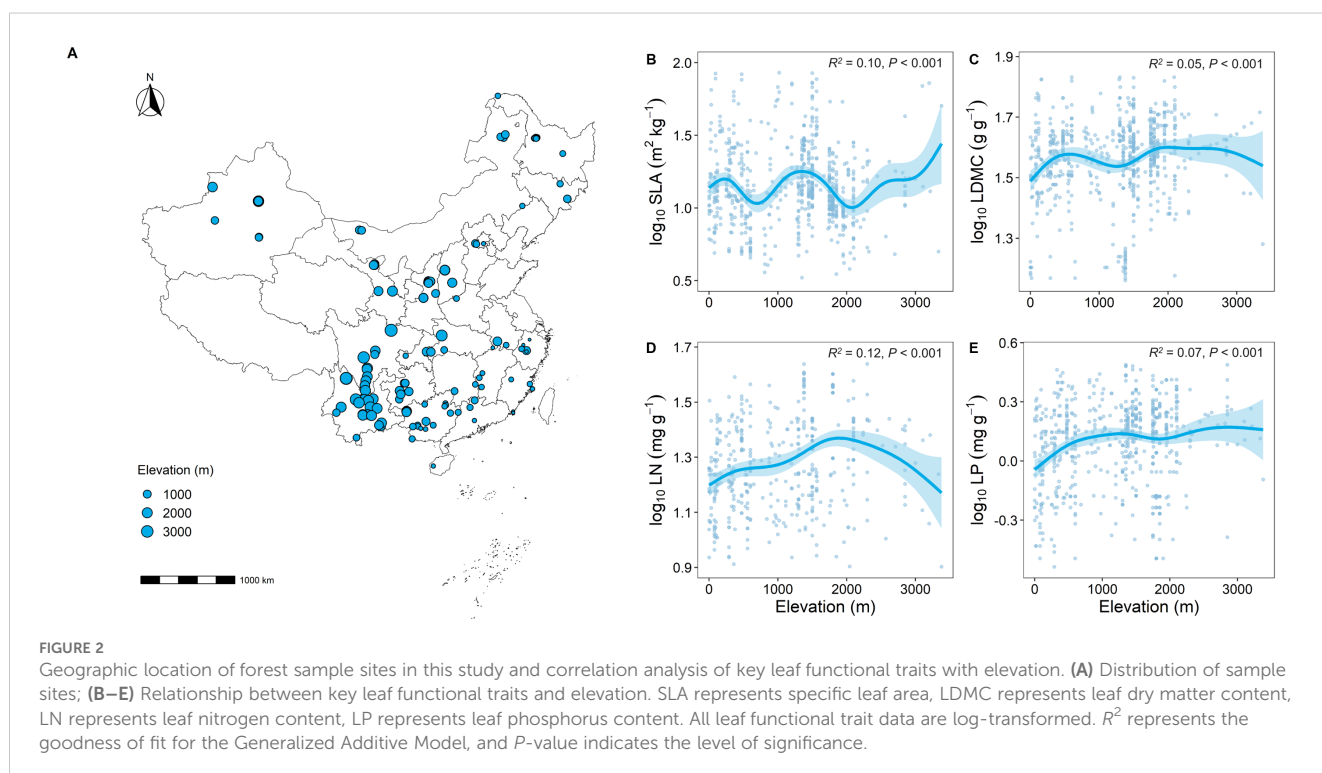 A
N
Elevation (m)
1000
2000
3000
1000 km
B
R² = 0.10, P < 0.001
2.0
1.5
1.0
0.5
log₁₀ SLA (m² kg⁻¹)
0
1000
2000
3000
C
R² = 0.05, P < 0.001
1.9
1.7
1.5
1.3
log₁₀ LDMC (g g⁻¹)
0
1000
2000
3000
D
R² = 0.12, P < 0.001
1.7
1.5
1.3
1.1
0.9
log₁₀ LN (mg g⁻¹)
0
1000
2000
3000
Elevation (m)
E
R² = 0.07, P < 0.001
0.6
0.3
0.0
-0.3
log₁₀ LP (mg g⁻¹)
0
1000
2000
3000
Elevation (m)
FIGURE 2
Geographic location of forest sample sites in this study and correlation analysis of key leaf functional traits with elevation. (A) Distribution of sample
sites; (B–E) Relationship between key leaf functional traits and elevation. SLA represents specific leaf area, LDMC represents leaf dry matter content,
LN represents leaf nitrogen content, LP represents leaf phosphorus content. All leaf functional trait data are log-transformed. R² represents the
goodness of fit for the Generalized Additive Model, and P-value indicates the level of significance.